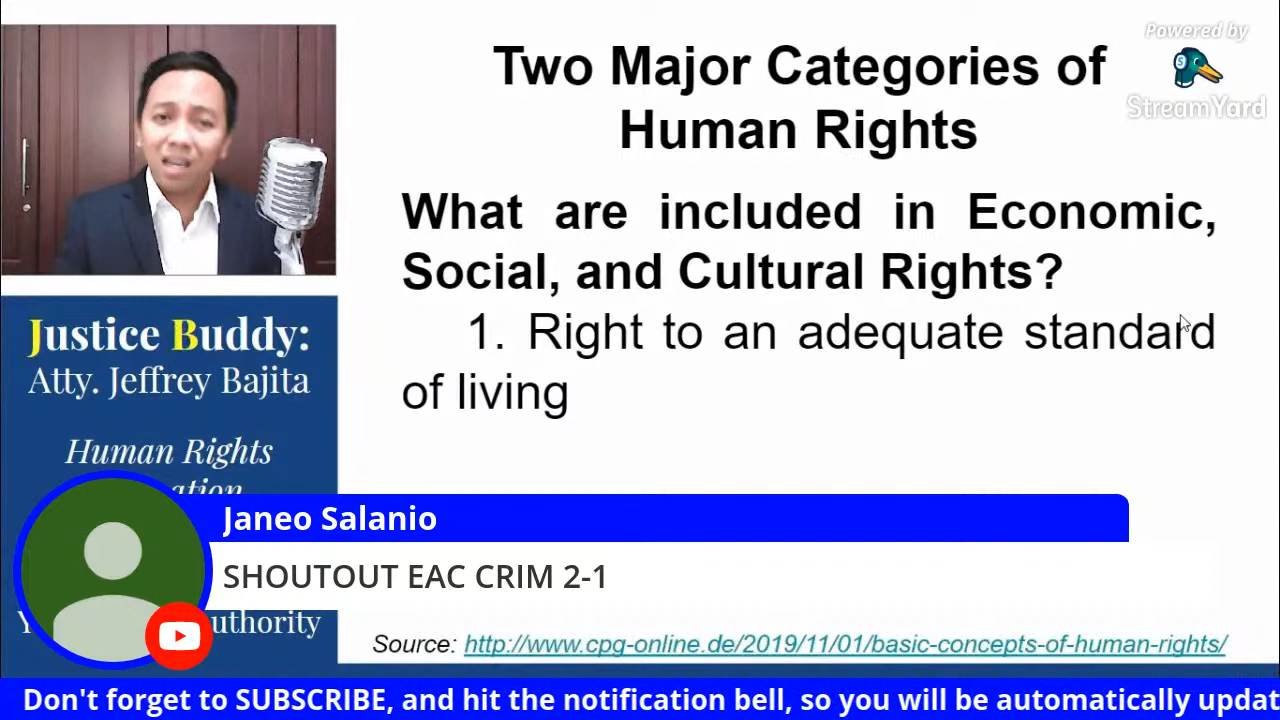 Powered by
StreamYard
Two Major Categories of
Human Rights
What are included in Economic,
Social, and Cultural Rights?
1. Right to an adequate standard
of living
Justice Buddy:
Atty. Jeffrey Bajita
Human Rights
Janeo Salanio
SHOUTOUT EAC CRIM 2-1
Source: http://www.cpg-online.de/2019/11/01/basic-concepts-of-human-rights/
Don't forget to SUBSCRIBE, and hit the notification bell, so you will be automatically updat